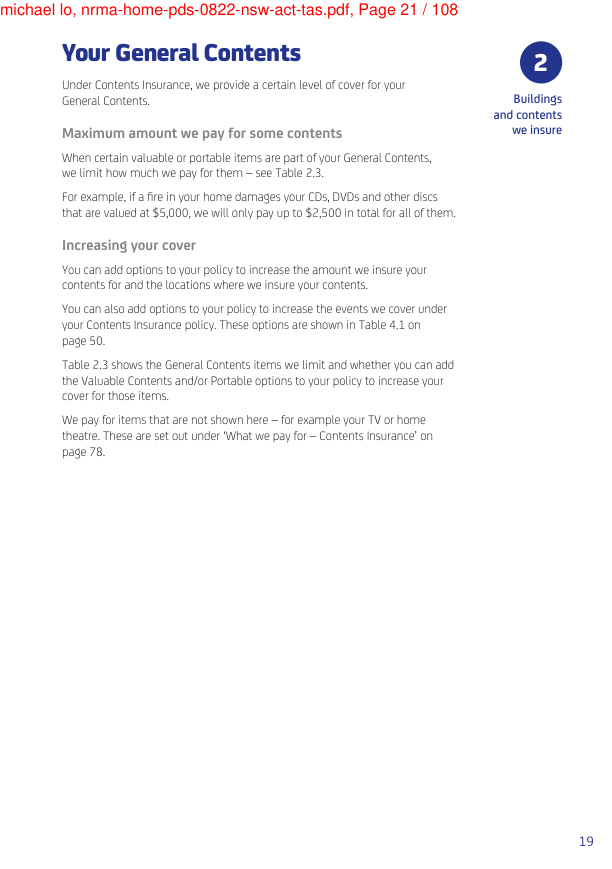 michael lo, nrma-home-pds-0822-nsw-act-tas.pdf, Page 21 / 108
Your General Contents
2
Buildings
and contents
we insure
Under Contents Insurance, we provide a certain level of cover for your
General Contents.
Maximum amount we pay for some contents
When certain valuable or portable items are part of your General Contents,
we limit how much we pay for them – see Table 2.3.
For example, if a fire in your home damages your CDs, DVDs and other discs
that are valued at $5,000, we will only pay up to $2,500 in total for all of them.
Increasing your cover
You can add options to your policy to increase the amount we insure your
contents for and the locations where we insure your contents.
You can also add options to your policy to increase the events we cover under
your Contents Insurance policy. These options are shown in Table 4.1 on
page 50.
Table 2.3 shows the General Contents items we limit and whether you can add
the Valuable Contents and/or Portable options to your policy to increase your
cover for those items.
We pay for items that are not shown here – for example your TV or home
theatre. These are set out under ‘What we pay for – Contents Insurance’ on
page 78.
19